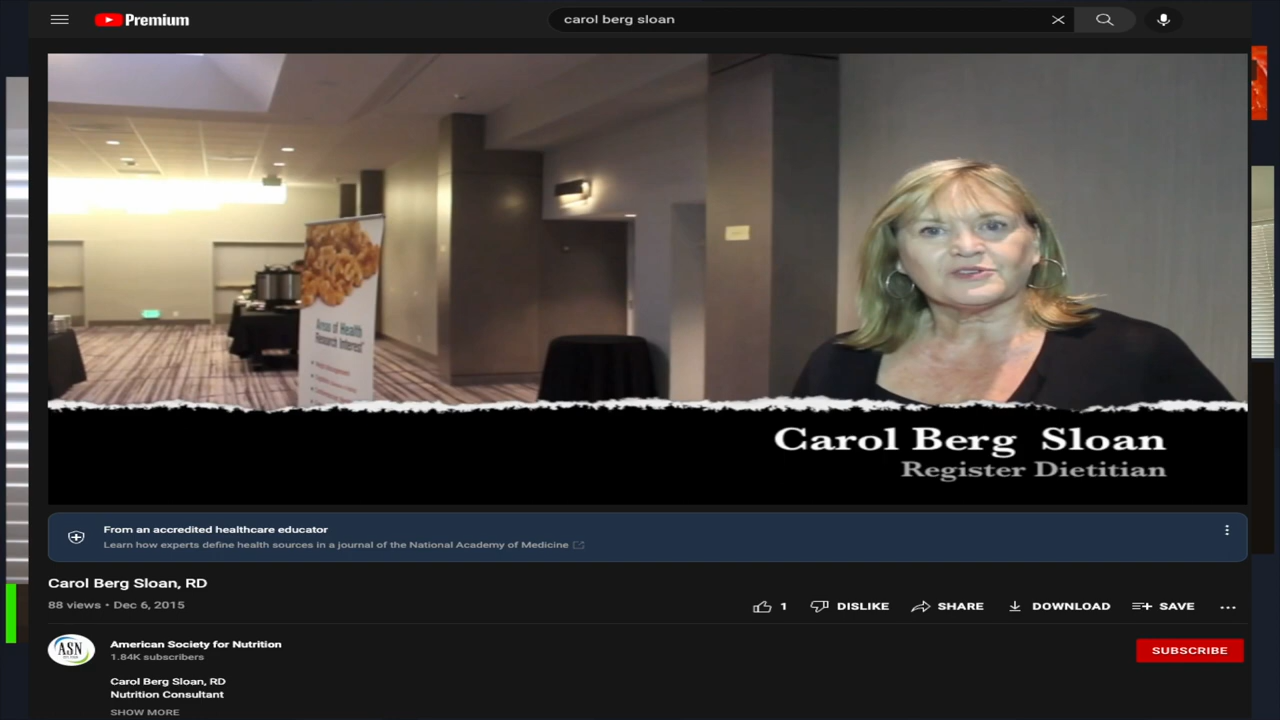 Premium
carol berg sloan
Areas of Health
Research Interest
Carol Berg Sloan
Register Dietitian
From an accredited healthcare educator
Learn how experts define health sources in a journal of the National Academy of Medicine
Carol Berg Sloan, RD
88 views • Dec 6, 2015
1 DISLIKE SHARE DOWNLOAD SAVE ...
ASN
American Society for Nutrition
1.84K subscribers
SUBSCRIBE
Carol Berg Sloan, RD
Nutrition Consultant
SHOW MORE